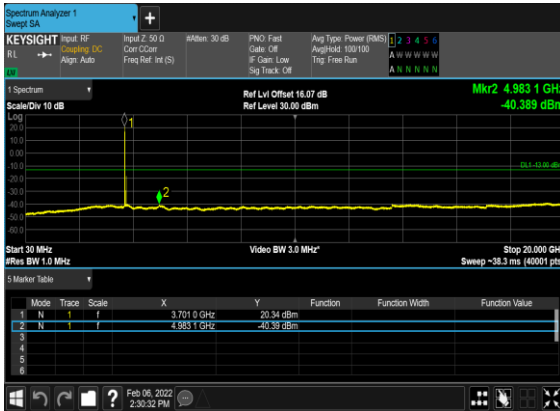 Spectrum Analyzer 1
Swept SA
KEYSIGHT Input: RF Input Z: 50 Ω #Atten: 30 dB PNO: Fast Avg Type: Power (RMS) 1 2 3 4 5 6
RL Coupling: DC Corr CCorr Gate: Off Avg|Hold: 100/100 A W W W W W
Align: Auto Freq Ref: Int (S) IF Gain: Low Trig: Free Run
LXI Sig Track: Off A N N N N N
1 Spectrum Ref Lvl Offset 16.07 dB Mkr2 4.983 1 GHz
Scale/Div 10 dB Ref Level 30.00 dBm -40.389 dBm
Log
20.0
10.0
0.00
-10.0
DL1 -13.00 dBm
-20.0
-30.0
-40.0
-50.0
-60.0
1
2
Start 30 MHz Video BW 3.0 MHz* Stop 20.000 GHz
#Res BW 1.0 MHz Sweep ~38.3 ms (40001 pts)
5 Marker Table
Mode Trace Scale X Y Function Function Width Function Value
1 N 1 f 3.701 0 GHz 20.34 dBm
2 N 1 f 4.983 1 GHz -40.39 dBm
3
4
5
6
? Feb 06, 2022
2:30:32 PM